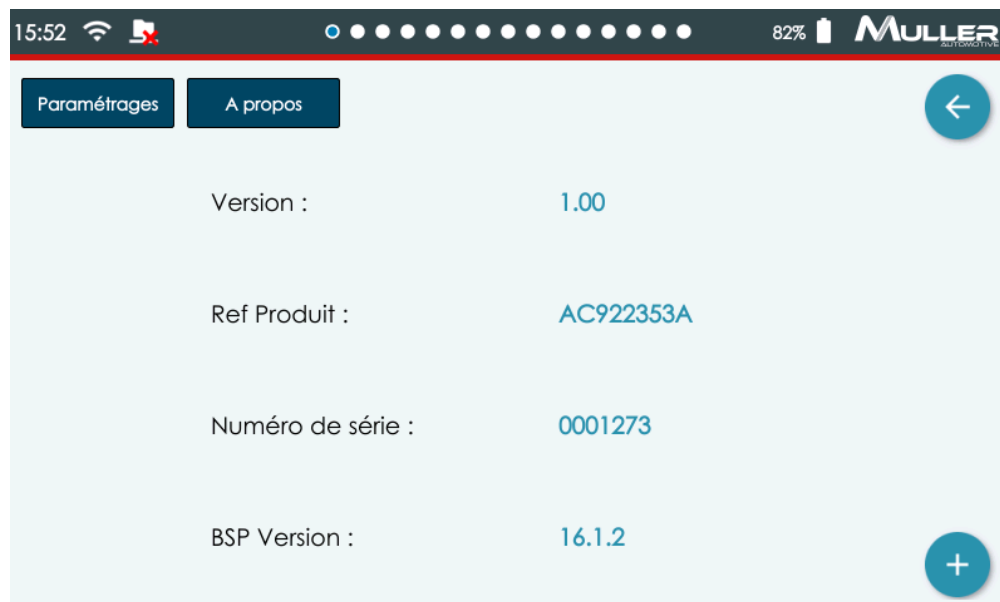 15:52
82%
MULLER
AUTOMOTIVE
Paramétrages
A propos
Version :
1.00
Ref Produit :
AC922353A
Numéro de série :
0001273
BSP Version :
16.1.2